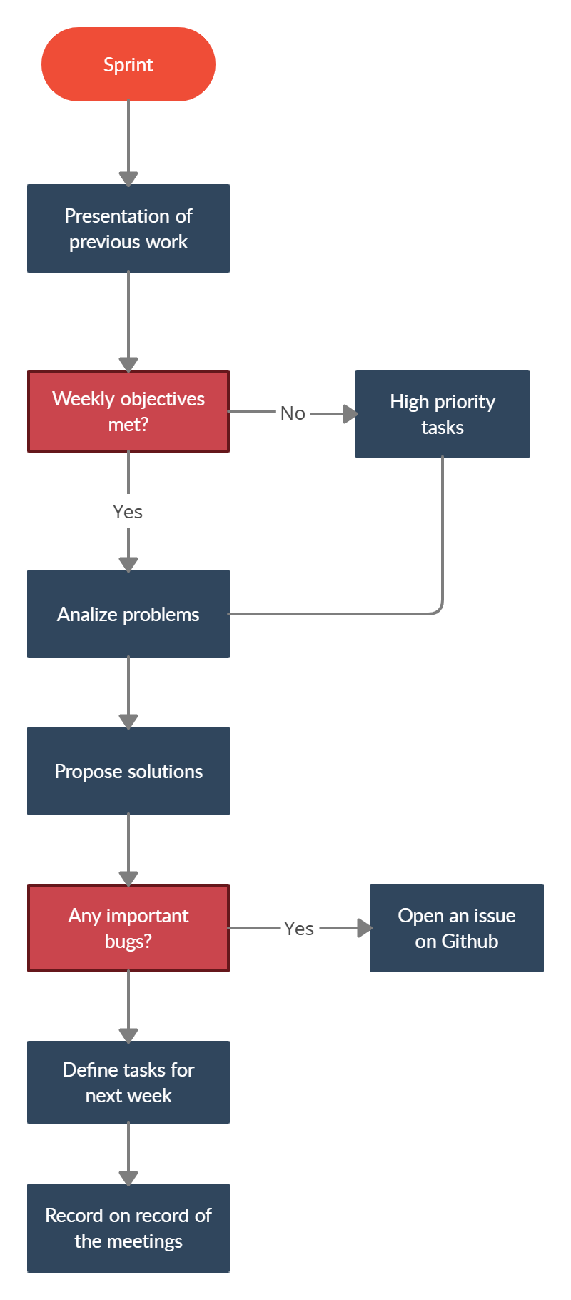 Sprint
Presentation of
previous work
Weekly objectives
met?
No
High priority
tasks
Yes
Analize problems
Propose solutions
Any important
bugs?
Yes
Open an issue
on Github
Define tasks for
next week
Record on record of
the meetings